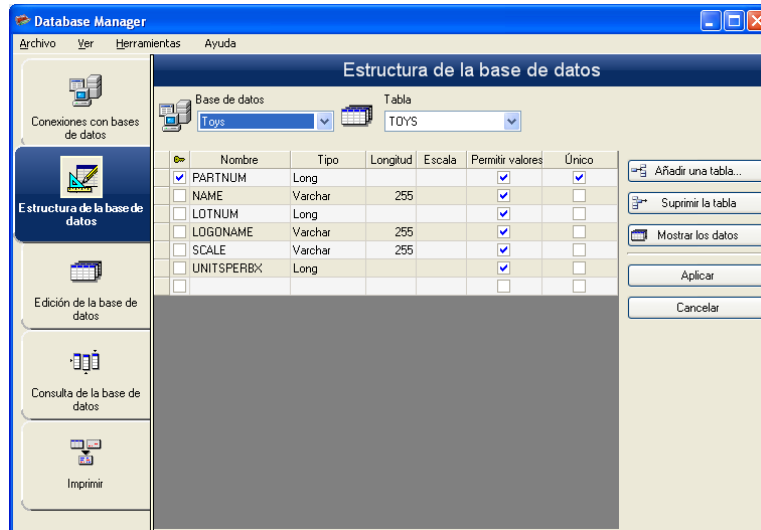 Database Manager
Archivo Ver Herramientas Ayuda
Estructura de la base de datos
Conexiones con bases
de datos
Estructura de la base de
datos
Edición de la base de
datos
Consulta de la base de
datos
Imprimir
Base de datos
Toys
Tabla
TOYS
Nombre Tipo Longitud Escala Permitir valores Único
PARTNUM Long
NAME Varchar 255
LOTNUM Long
LOGONAME Varchar 255
SCALE Varchar 255
UNITSPERBX Long
Añadir una tabla...
Suprimir la tabla
Mostrar los datos
Aplicar
Cancelar